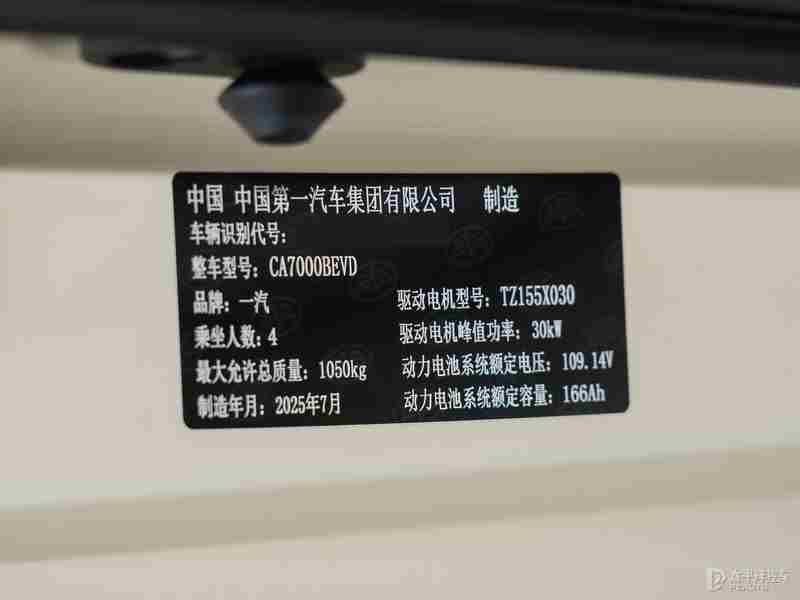 中国 中国第一汽车集团有限公司 制造
车辆识别代号:
整车型号: CA7000BEVD
品牌: 一汽
驱动电机型号: TZ155X030
乘坐人数: 4
驱动电机峰值功率: 30kW
最大允许总质量: 1050kg
动力电池系统额定电压: 109.14V
制造年月: 2025年7月
动力电池系统额定容量: 166Ah